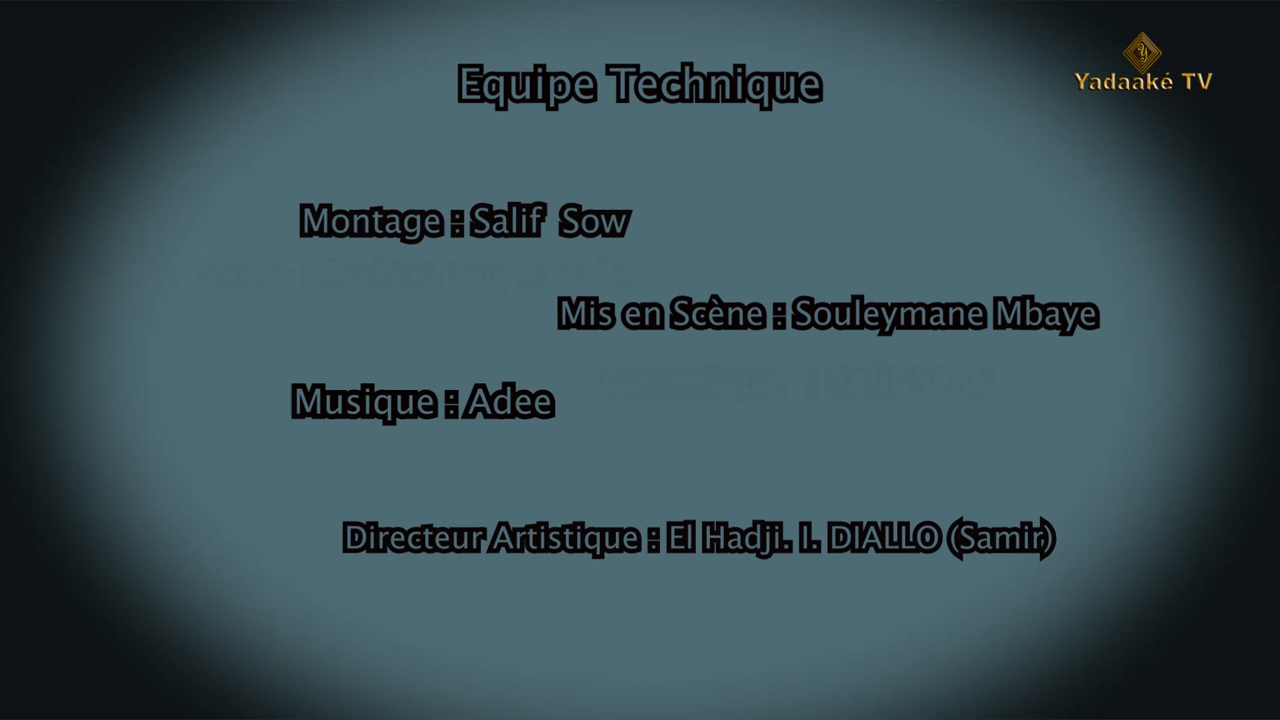 Equipe Technique
Yadaaké TV
Montage : Salif Sow
Mis en Scène : Souleymane Mbaye
Musique : Adee
Directeur Artistique : El Hadji. I. DIALLO (Samir)